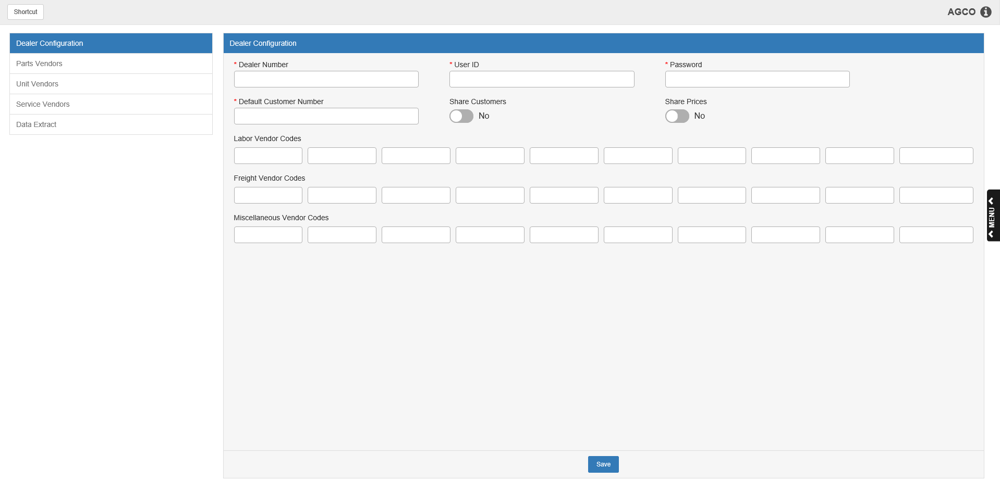 Shortcut
AGCO
Dealer Configuration
Parts Vendors
Unit Vendors
Service Vendors
Data Extract
Dealer Configuration
* Dealer Number
* User ID
* Password
* Default Customer Number
Share Customers
No
Share Prices
No
Labor Vendor Codes
Freight Vendor Codes
Miscellaneous Vendor Codes
MENU
Save